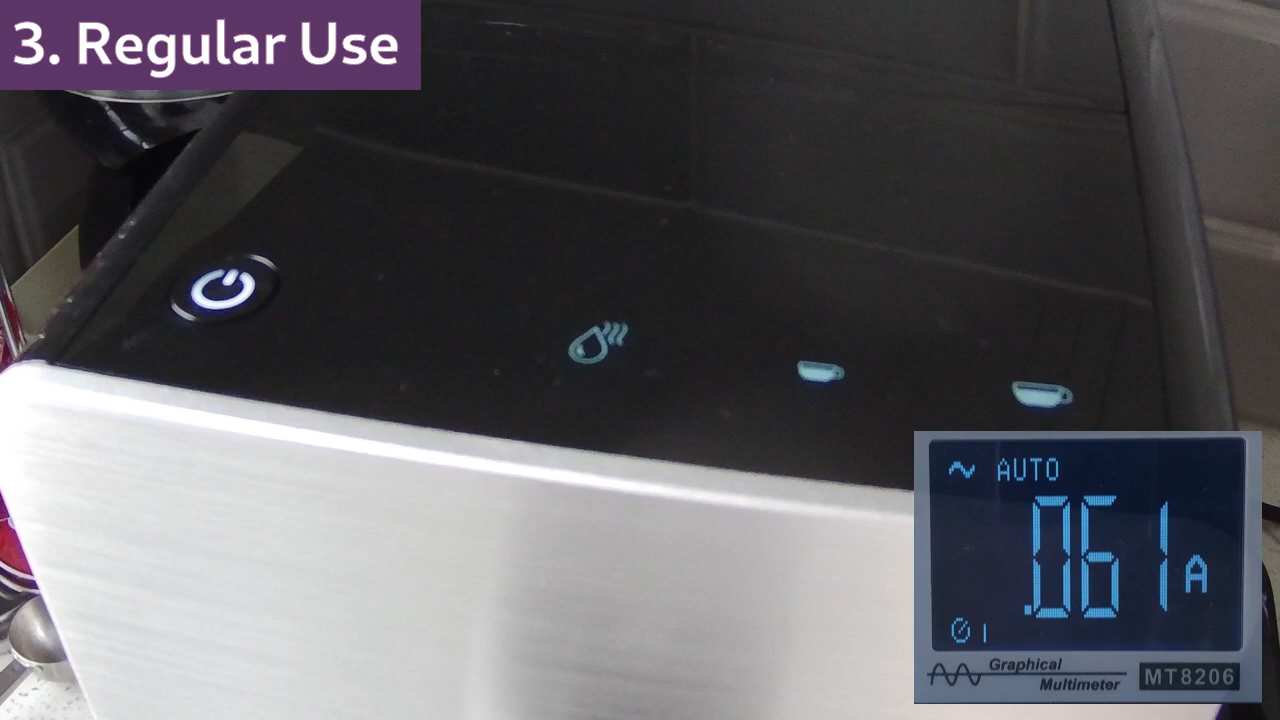 3. Regular Use
AUTO
.061 A
Graphical
Multimeter
MT8206